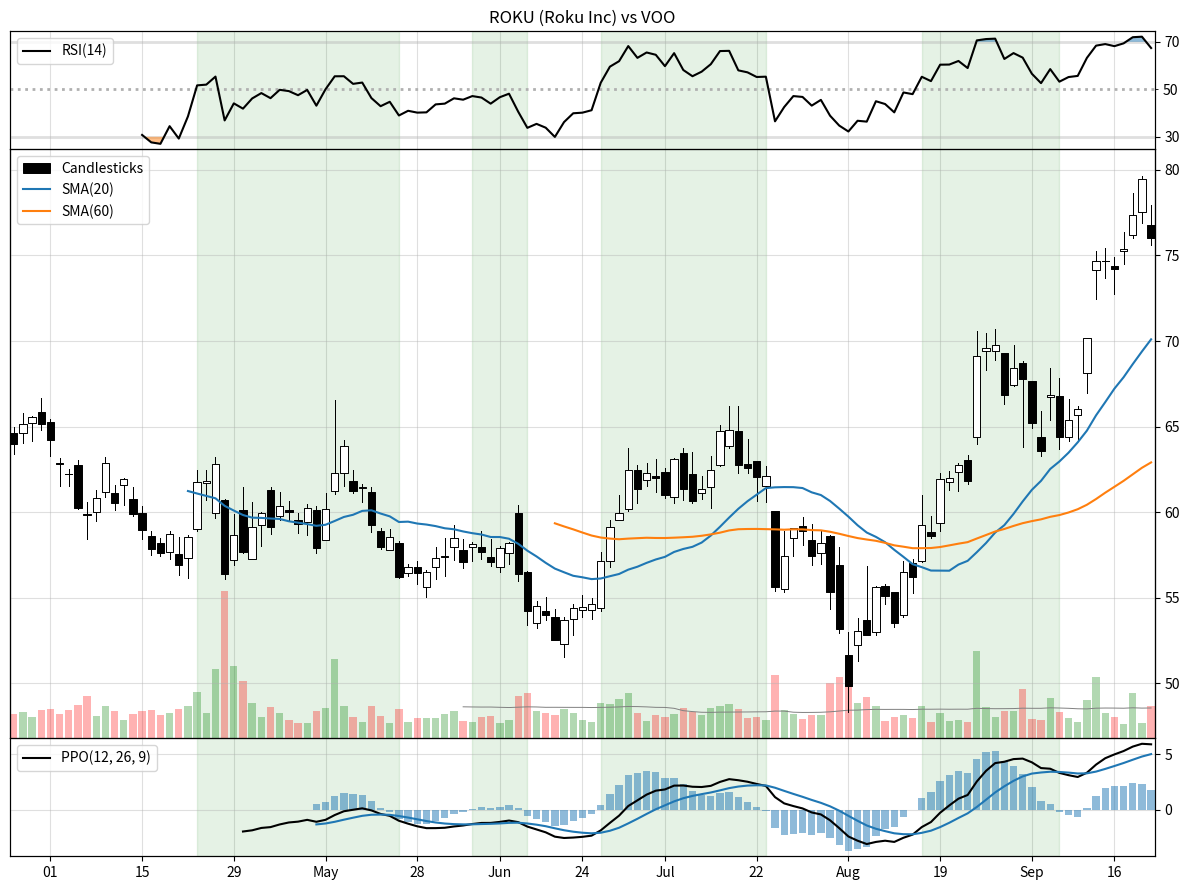 ROKU (Roku Inc) vs VOO
RSI(14)
70
50
30
Candlesticks
SMA(20)
SMA(60)
80
75
70
65
60
55
50
PPO(12, 26, 9)
5
0
01 15 29 May 28 Jun 24 Jul 22 Aug 19 Sep 16